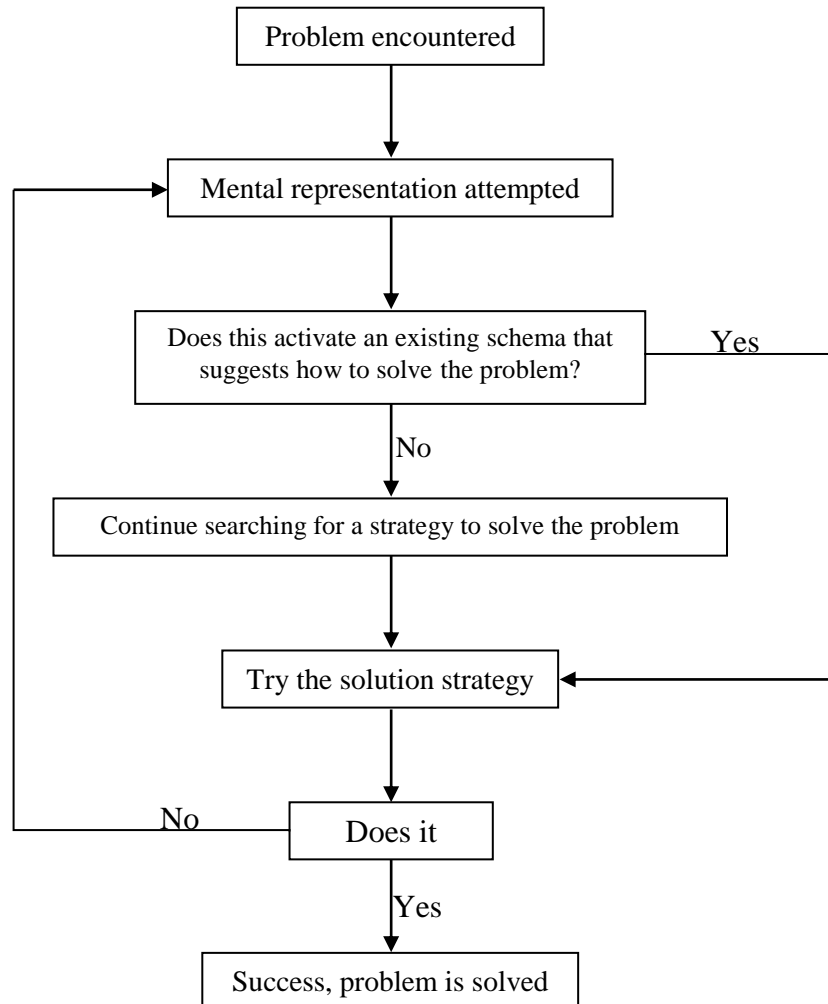 Problem encountered
Mental representation attempted
Does this activate an existing schema that
suggests how to solve the problem?
Yes
No
Continue searching for a strategy to solve the problem
Try the solution strategy
No
Does it
Yes
Success, problem is solved